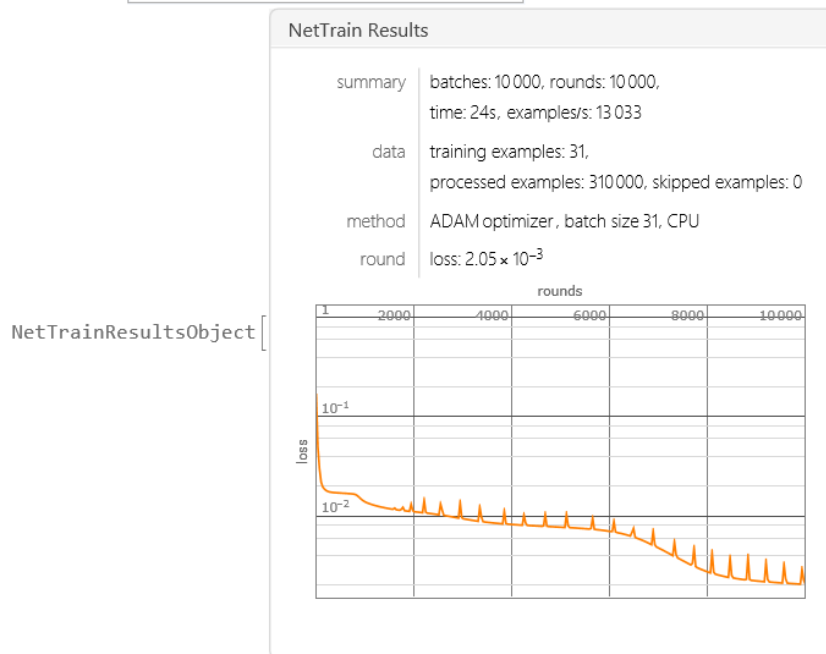 NetTrain Results
summary batches: 10 000, rounds: 10 000,
time: 24s, examples/s: 13 033
data training examples: 31,
processed examples: 310 000, skipped examples: 0
method ADAM optimizer, batch size 31, CPU
round loss: 2.05 × 10⁻³
rounds
NetTrainResultsObject[
1 2000 4000 6000 8000 10 000
10⁻¹
loss
10⁻²